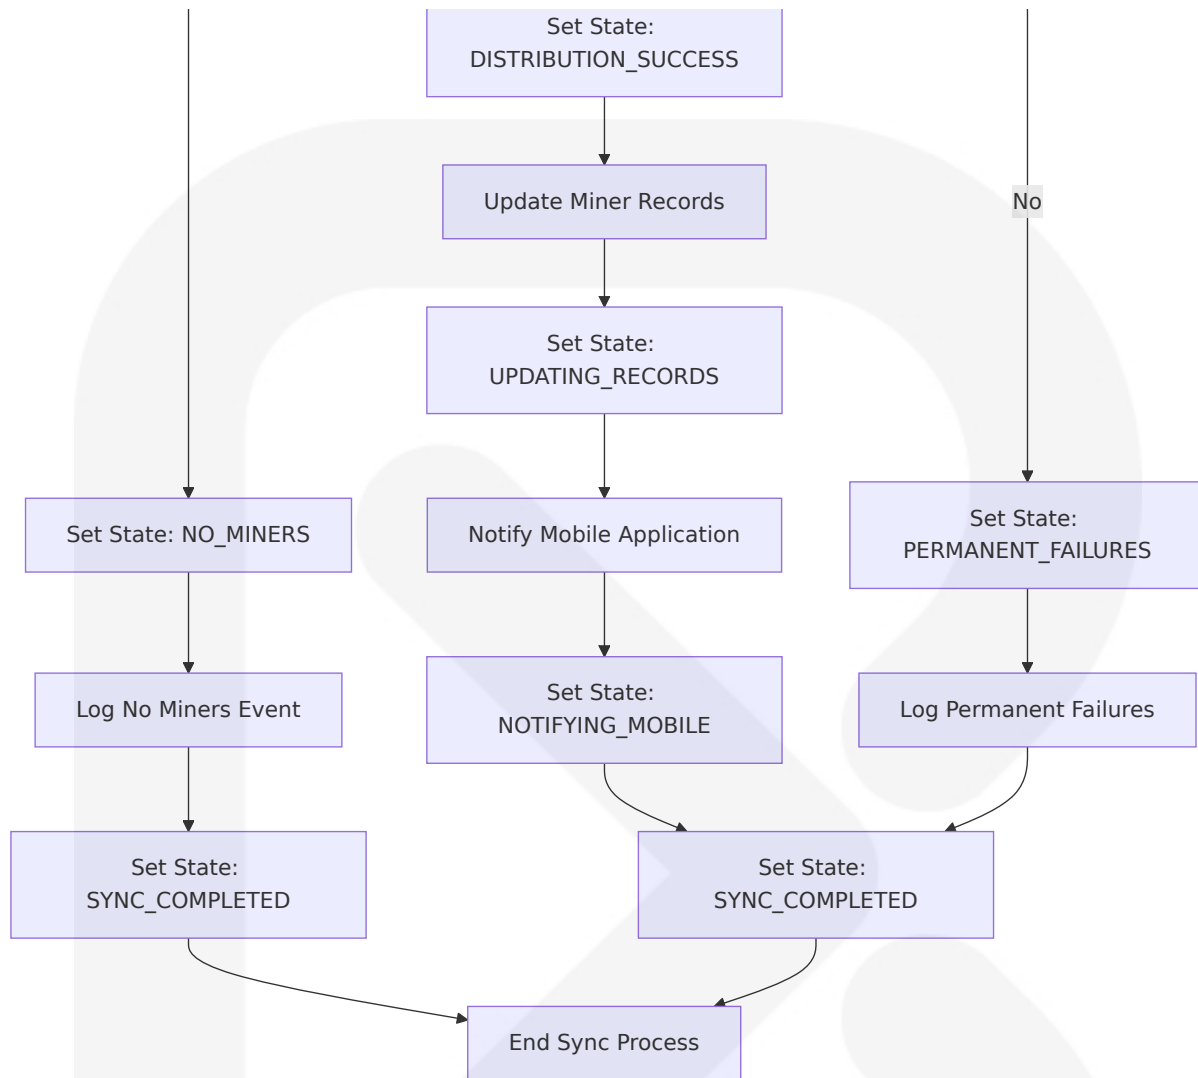 Set State:
DISTRIBUTION_SUCCESS
Update Miner Records
No
Set State:
UPDATING_RECORDS
Set State: NO_MINERS
Notify Mobile Application
Set State:
PERMANENT_FAILURES
Log No Miners Event
Set State:
NOTIFYING_MOBILE
Log Permanent Failures
Set State:
SYNC_COMPLETED
Set State:
SYNC_COMPLETED
End Sync Process